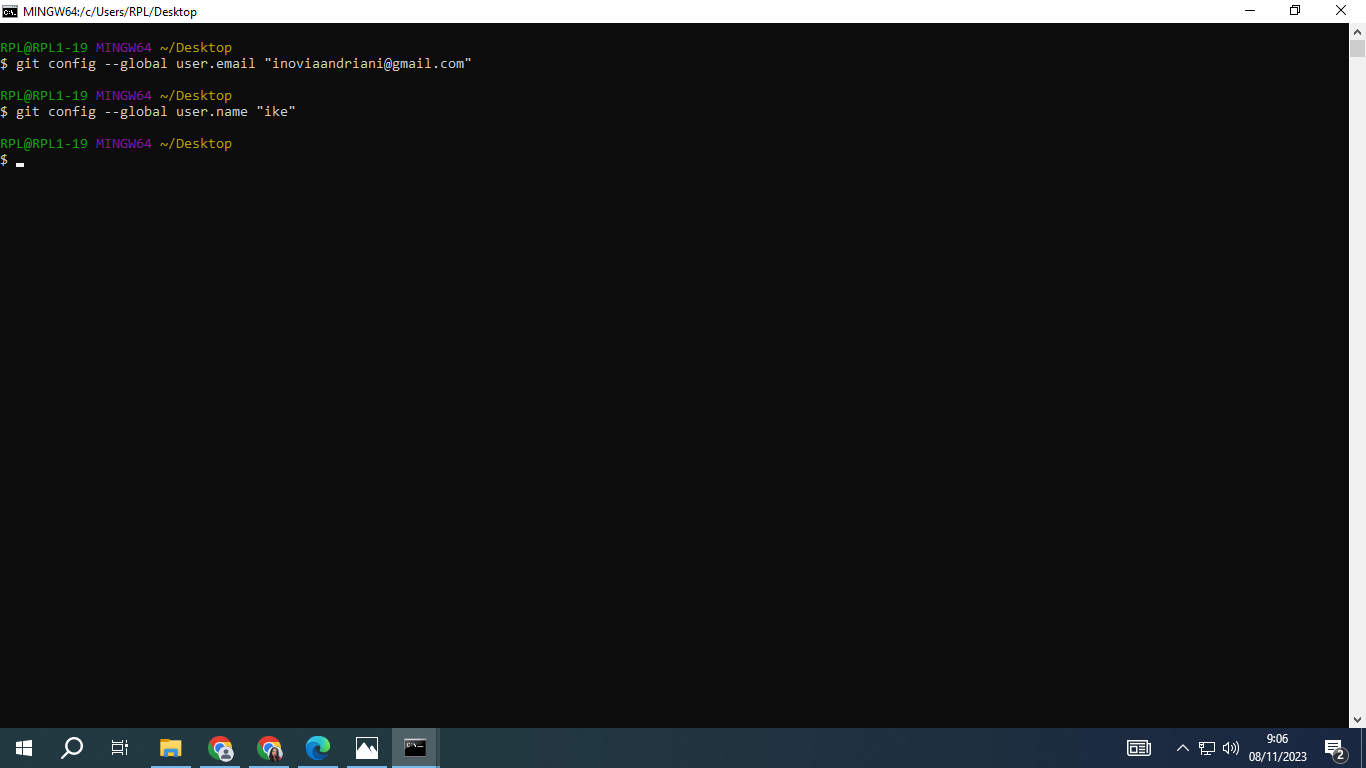 MINGW64:/c/Users/RPL/Desktop
RPL@RPL1-19 MINGW64 ~/Desktop
$ git config --global user.email "inoviaandriani@gmail.com"
RPL@RPL1-19 MINGW64 ~/Desktop
$ git config --global user.name "ike"
RPL@RPL1-19 MINGW64 ~/Desktop
$
9:06
08/11/2023
2